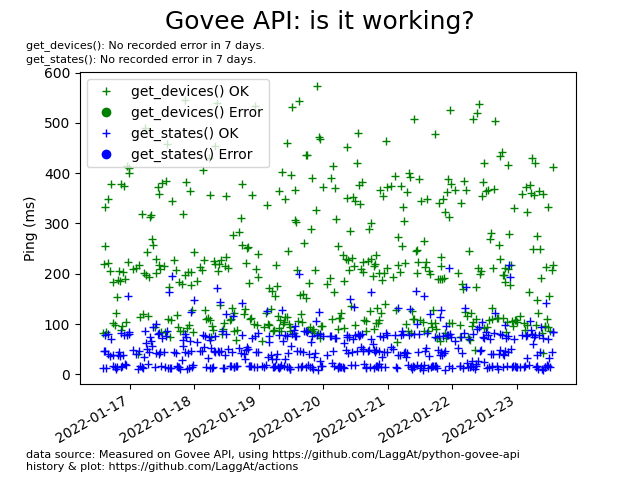 Govee API: is it working?
get_devices(): No recorded error in 7 days.
get_states(): No recorded error in 7 days.
600
500
400
300
200
100
0
Ping (ms)
get_devices() OK
get_devices() Error
get_states() OK
get_states() Error
2022-01-17
2022-01-18
2022-01-19
2022-01-20
2022-01-21
2022-01-22
2022-01-23
data source: Measured on Govee API, using https://github.com/LaggAt/python-govee-api
history & plot: https://github.com/LaggAt/actions